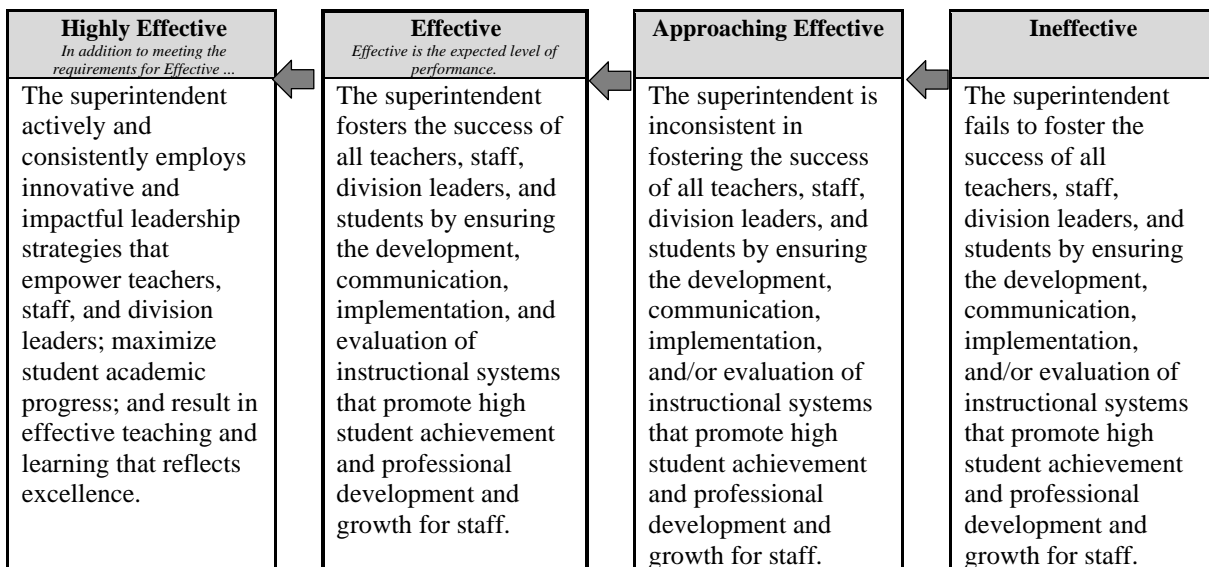 Highly Effective
In addition to meeting the
requirements for Effective ...
The superintendent
actively and
consistently employs
innovative and
impactful leadership
strategies that
empower teachers,
staff, and division
leaders; maximize
student academic
progress; and result in
effective teaching and
learning that reflects
excellence.
Effective
Effective is the expected level of
performance.
The superintendent
fosters the success of
all teachers, staff,
division leaders, and
students by ensuring
the development,
communication,
implementation, and
evaluation of
instructional systems
that promote high
student achievement
and professional
development and
growth for staff.
Approaching Effective
The superintendent is
inconsistent in
fostering the success
of all teachers, staff,
division leaders, and
students by ensuring
the development,
communication,
implementation,
and/or evaluation of
instructional systems
that promote high
student achievement
and professional
development and
growth for staff.
Ineffective
The superintendent
fails to foster the
success of all
teachers, staff,
division leaders, and
students by ensuring
the development,
communication,
implementation,
and/or evaluation of
instructional systems
that promote high
student achievement
and professional
development and
growth for staff.